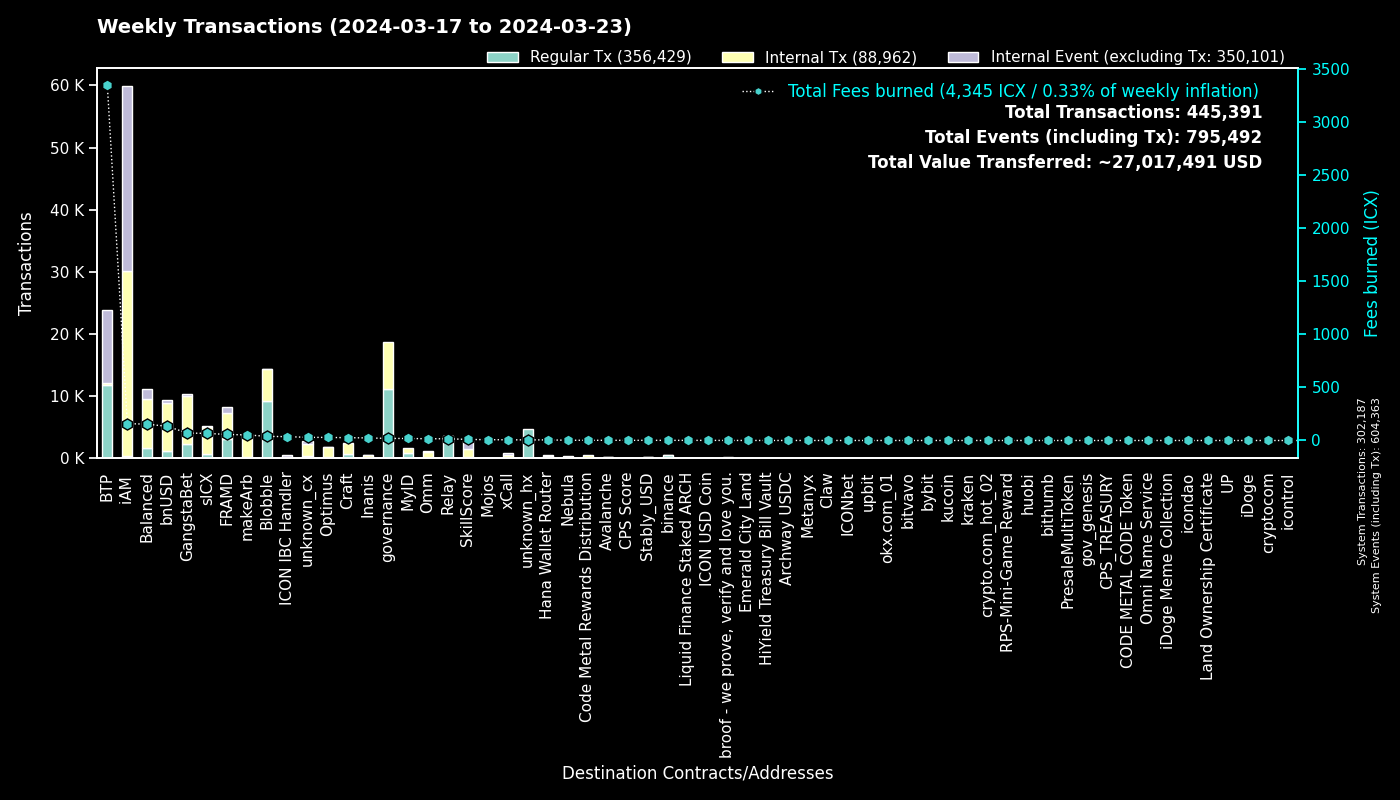 Weekly Transactions (2024-03-17 to 2024-03-23)
Regular Tx (356,429)
Internal Tx (88,962)
Internal Event (excluding Tx: 350,101)
Total Fees burned (4,345 ICX / 0.33% of weekly inflation)
Total Transactions: 445,391
Total Events (including Tx): 795,492
Total Value Transferred: ~27,017,491 USD
Transactions
60 K
50 K
40 K
30 K
20 K
10 K
0 K
3500
3000
2500
2000
1500
1000
500
0
Fees burned (ICX)
System Transactions: 302,187
System Events (including Tx): 604,363
BTP
iAM
Balanced
bnUSD
GangstaBet
sICX
FRAMD
makeArb
Blobble
ICON IBC Handler
unknown_cx
Optimus
Craft
Inanis
governance
MyID
Omm
Relay
SkillScore
Mojos
xCall
unknown_hx
Hana Wallet Router
Nebula
Code Metal Rewards Distribution
Avalanche
CPS Score
Stably_USD
binance
Liquid Finance Staked ARCH
ICON USD Coin
broof - we prove, verify and love you.
Emerald City Land
HiYield Treasury Bill Vault
Archway USDC
Metanyx
Claw
ICONbet
upbit
okx.com_01
bitvavo
bybit
kucoin
kraken
crypto.com_hot_02
RPS-Mini-Game Reward
huobi
bithumb
PresaleMultiToken
gov_genesis
CPS_TREASURY
CODE METAL CODE Token
Omni Name Service
iDoge Meme Collection
icondao
Land Ownership Certificate
UP
iDoge
cryptocom
icontrol
Destination Contracts/Addresses